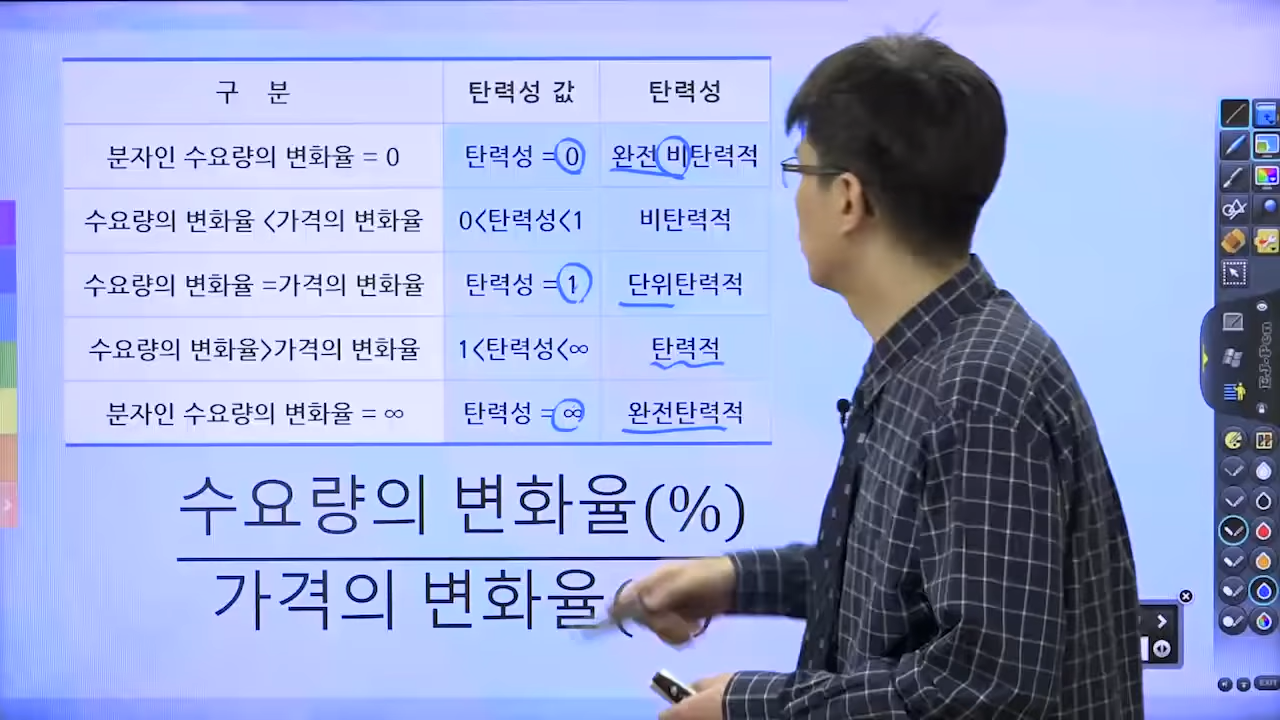 구 분 탄력성 값 탄력성
분자인 수요량의 변화율 = 0 탄력성 = 0 완전 비탄력적
수요량의 변화율 <가격의 변화율 0<탄력성<1 비탄력적
수요량의 변화율 =가격의 변화율 탄력성 = 1 단위탄력적
수요량의 변화율>가격의 변화율 1<탄력성<∞ 탄력적
분자인 수요량의 변화율 = ∞ 탄력성 = ∞ 완전탄력적
수요량의 변화율(%)
가격의 변화율(
EXIT